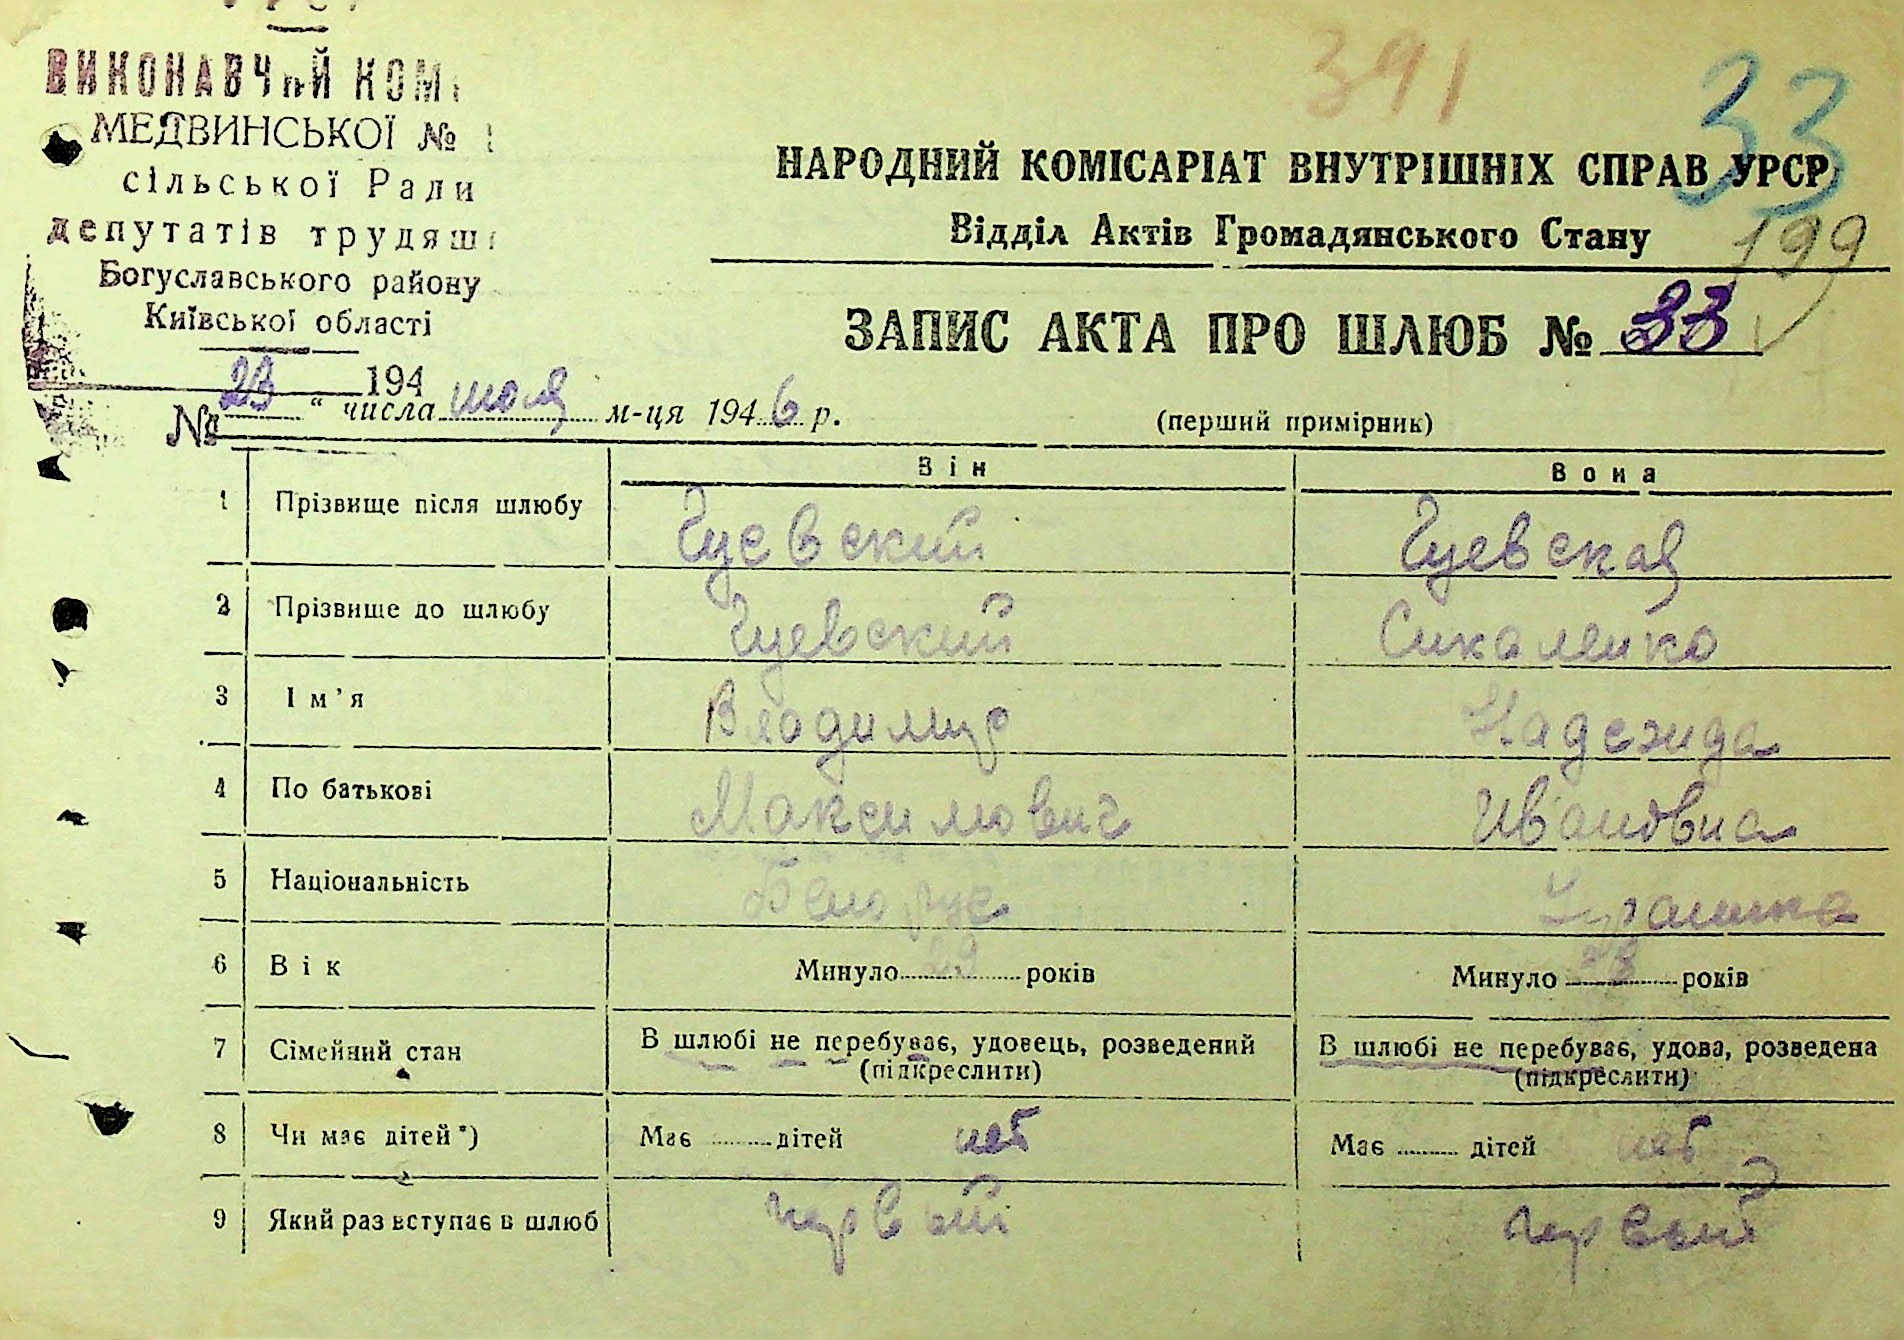 ВИКОНАВЧИЙ КОМ
МЕДВИНСЬКОЇ №
сільської Ради
депутатів трудящ
Богуславського району
Київської області
391
33
НАРОДНИЙ КОМІСАРІАТ ВНУТРІШНІХ СПРАВ УРСР
Відділ Актів Громадянського Стану
199
ЗАПИС АКТА ПРО ШЛЮБ № 33
194
№
23 " числа июля м-ця 1946 р.
(перший примірник)
Він Вона
1 Прізвище після шлюбу Гуевский Гуевская
2 Прізвище до шлюбу Гуевский Сикаленко
3 Ім'я Владимир Надежда
4 По батькові Максимович Ивановна
5 Національність Белорус Украинка
6 Вік Минуло 29 років Минуло 23 років
7 Сімейний стан В шлюбі не перебуває, удовець, розведений В шлюбі не перебуває, удова, розведена
(підкреслити) (підкреслити)
8 Чи має дітей*) Має дітей нет Має дітей нет
9 Який раз вступає в шлюб первый первый